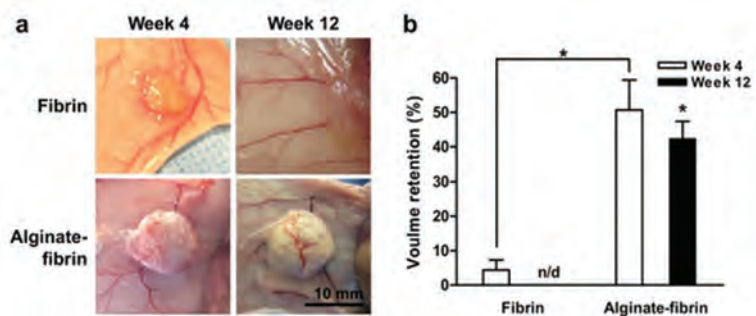 a
Week 4
Week 12
Fibrin
Alginate-
fibrin
10 mm
b
Voulme retention (%)
60
50
40
30
20
10
0
*
*
n/d
Week 4
Week 12
Fibrin
Alginate-fibrin